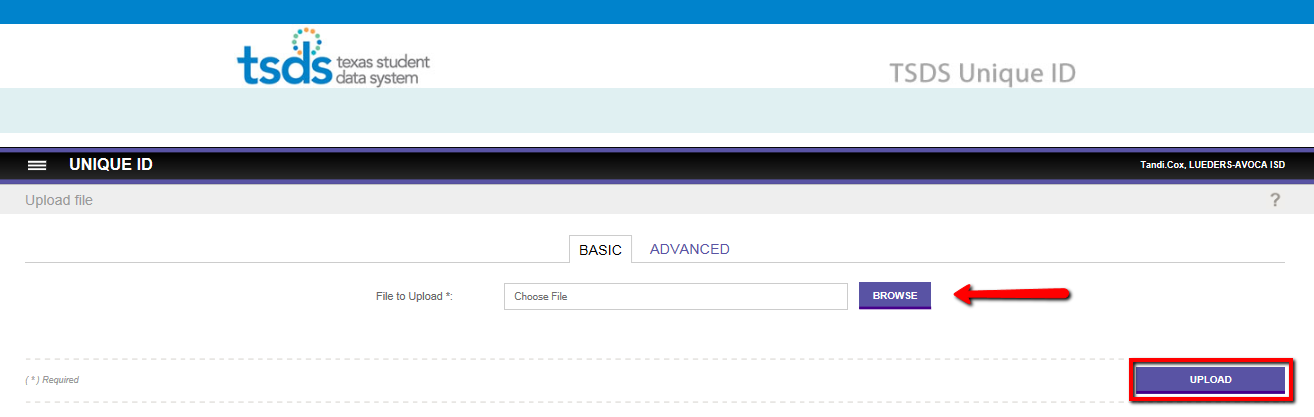 tsds texas student
data system
TSDS Unique ID
UNIQUE ID
Tandi.Cox, LUEDERS-AVOCA ISD
Upload file
?
BASIC ADVANCED
File to Upload *: Choose File BROWSE
( * ) Required
UPLOAD